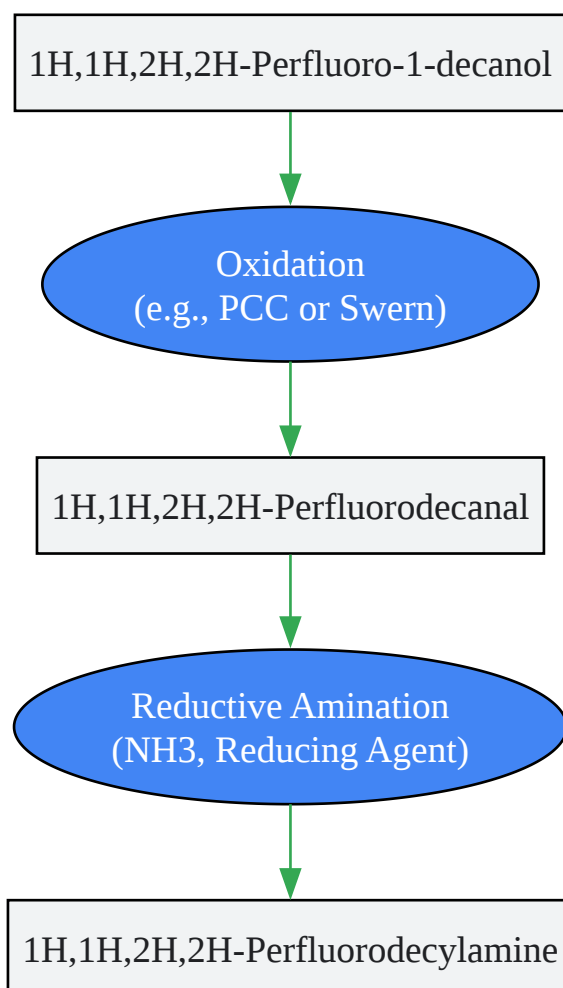 1H,1H,2H,2H-Perfluoro-1-decanol
Oxidation
(e.g., PCC or Swern)
1H,1H,2H,2H-Perfluorodecanal
Reductive Amination
(NH3, Reducing Agent)
1H,1H,2H,2H-Perfluorodecylamine